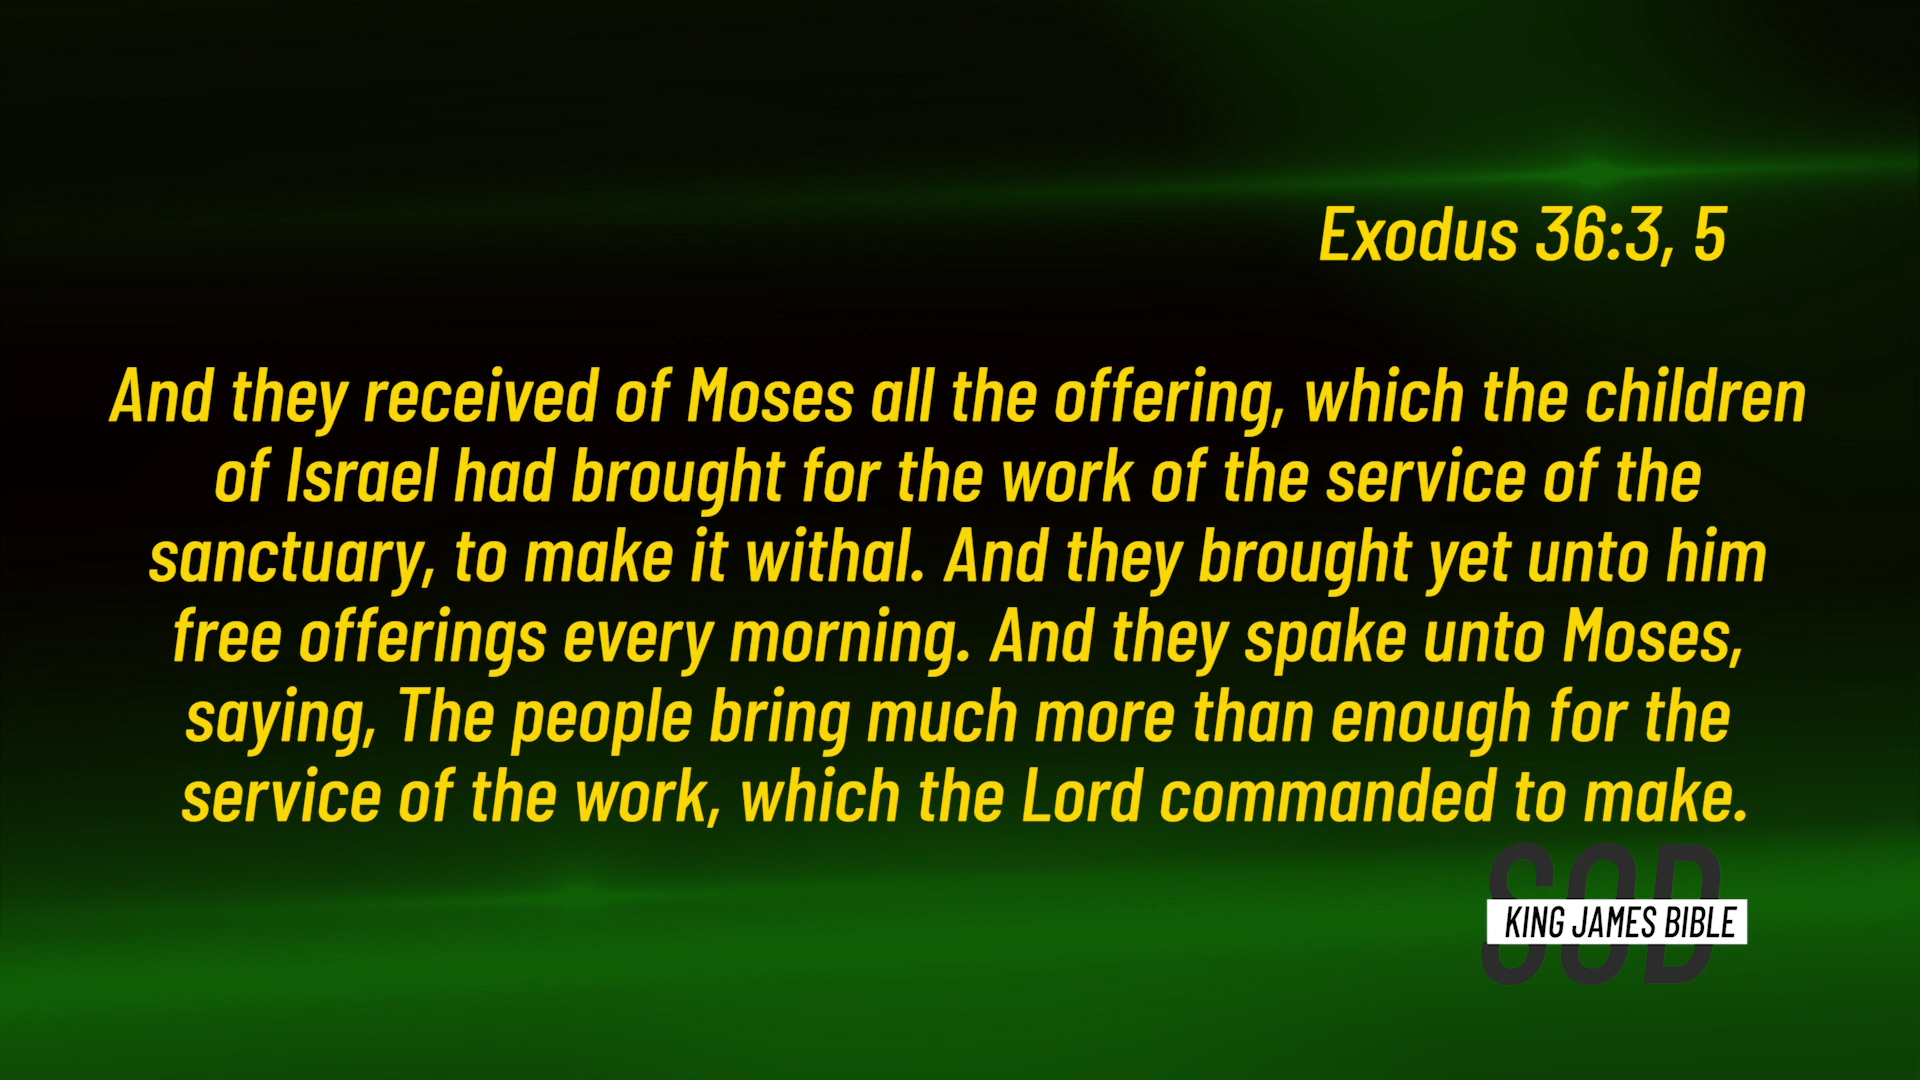 Exodus 36:3, 5
And they received of Moses all the offering, which the children
of Israel had brought for the work of the service of the
sanctuary, to make it withal. And they brought yet unto him
free offerings every morning. And they spake unto Moses,
saying, The people bring much more than enough for the
service of the work, which the Lord commanded to make.
SOD
KING JAMES BIBLE